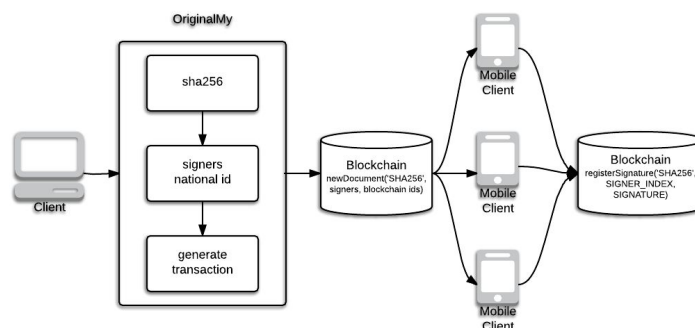 OriginalMy
sha256
signers
national id
generate
transaction
Client
Blockchain
newDocument('SHA256',
signers, blockchain ids)
Mobile
Client
Mobile
Client
Mobile
Client
Blockchain
registerSignature('SHA256',
SIGNER_INDEX,
SIGNATURE)